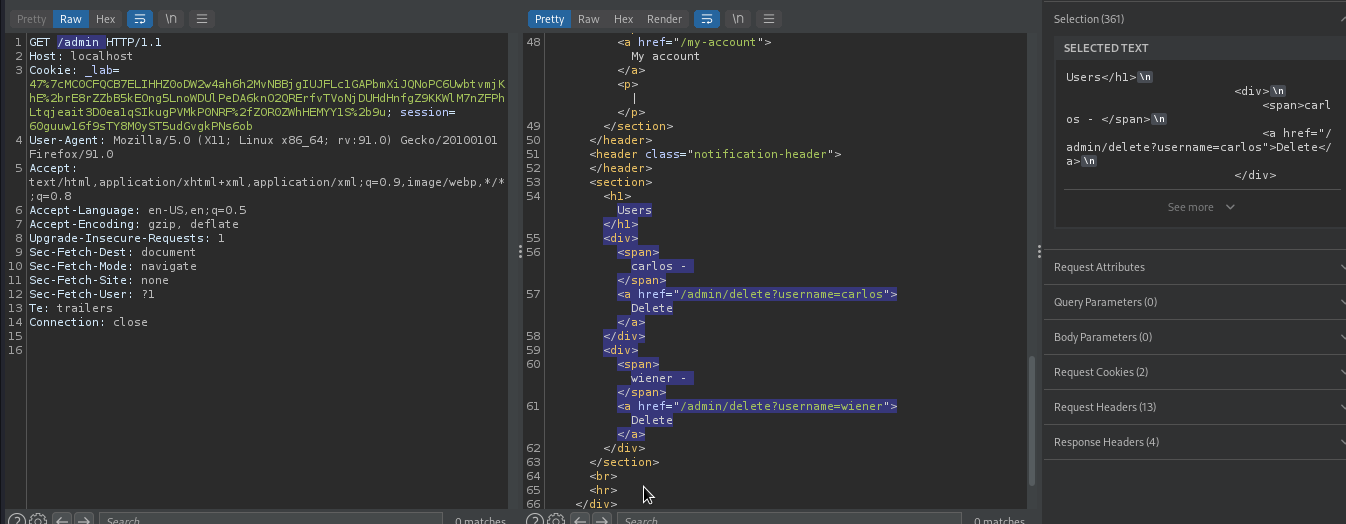 Pretty Raw Hex \n
1 GET /admin HTTP/1.1
2 Host: localhost
3 Cookie: _lab=
47%7cMC0CFQCB7ELIHHZ0oDW2w4ah6h2MvNBBjgIUJFLc1GAPbmXiJQNoPC6UwbtvmjK
hE%2brE8rZZbB5kEOng5LnoWDUlPeDA6knO2QRErfvTVoNjDUHdHnfgZ9KKWlM7nZFPh
Ltqjeait3DOea1qSIkugPVMkP0NRF%2fZOROZWhHEMYY1S%2b9u; session=
60guuw16f9sTY8M0yST5udGvgkPNs6ob
4 User-Agent: Mozilla/5.0 (X11; Linux x86_64; rv:91.0) Gecko/20100101
Firefox/91.0
5 Accept:
text/html,application/xhtml+xml,application/xml;q=0.9,image/webp,*/*
;q=0.8
6 Accept-Language: en-US,en;q=0.5
7 Accept-Encoding: gzip, deflate
8 Upgrade-Insecure-Requests: 1
9 Sec-Fetch-Dest: document
10 Sec-Fetch-Mode: navigate
11 Sec-Fetch-Site: none
12 Sec-Fetch-User: ?1
13 Te: trailers
14 Connection: close
15
16
Search... 0 matches
Pretty Raw Hex Render \n
48 <a href="/my-account">
My account
</a>
<p>
|
</p>
49 </section>
50 </header>
51 <header class="notification-header">
52 </header>
53 <section>
54 <h1>
Users
</h1>
55 <div>
56 <span>
carlos -
</span>
57 <a href="/admin/delete?username=carlos">
Delete
</a>
58 </div>
59 <div>
60 <span>
wiener -
</span>
61 <a href="/admin/delete?username=wiener">
Delete
</a>
62 </div>
63 </section>
64 <br>
65 <hr>
66 </div>
Search... 0 matches
Selection (361)
SELECTED TEXT
Users</h1>\n
<div>\n
<span>carl
os - </span>\n
<a href="/
admin/delete?username=carlos">Delete</
a>\n
</div>
See more
Request Attributes
Query Parameters (0)
Body Parameters (0)
Request Cookies (2)
Request Headers (13)
Response Headers (4)